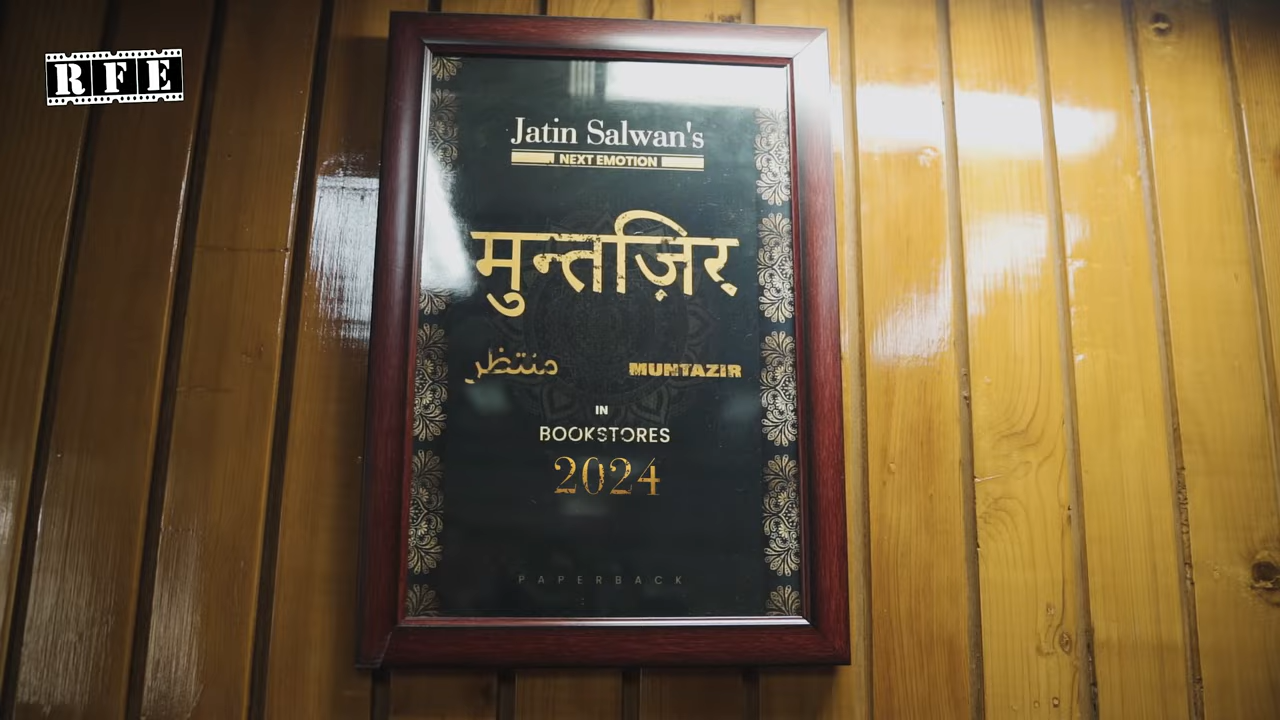 RFE
Jatin Salwan's
NEXT EMOTION
मुन्तज़िर
منتظر MUNTAZIR
IN
BOOKSTORES
2024
PAPERBACK